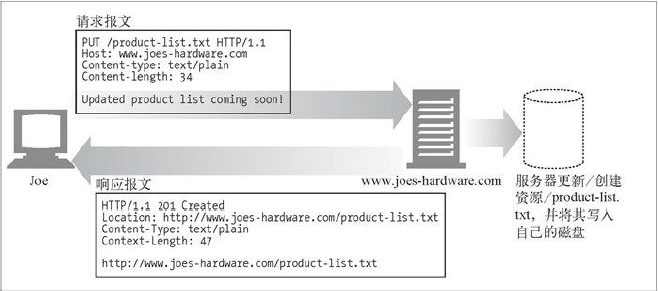 请求报文
PUT /product-list.txt HTTP/1.1
Host: www.joes-hardware.com
Content-type: text/plain
Content-length: 34
Updated product list coming soon!
Joe
www.joes-hardware.com
服务器更新/创建
资源/product-list.
txt，并将其写入
自己的磁盘
响应报文
HTTP/1.1 201 Created
Location: http://www.joes-hardware.com/product-list.txt
Content-Type: text/plain
Context-Length: 47
http://www.joes-hardware.com/product-list.txt